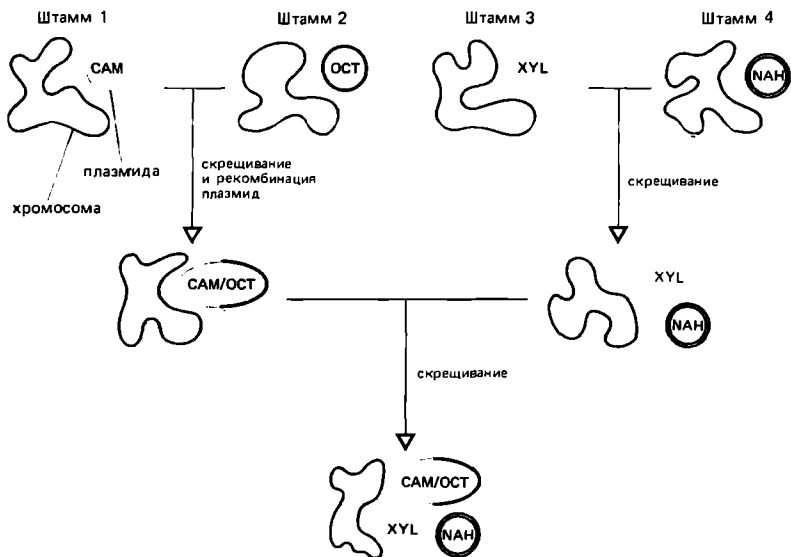 Штамм 1
Штамм 2
Штамм 3
Штамм 4
CAM
OCT
XYL
NAH
плазмида
хромосома
скрещивание
и рекомбинация
плазмид
скрещивание
CAM/OCT
XYL
NAH
скрещивание
CAM/OCT
XYL
NAH